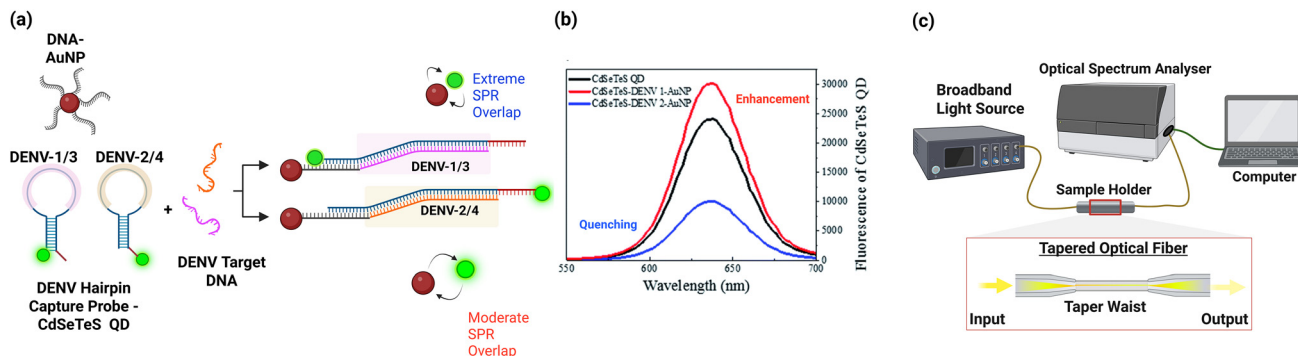 (a)
DNA-
AuNP
DENV-1/3
DENV-2/4
+
DENV Target
DNA
DENV Hairpin
Capture Probe -
CdSeTeS QD
Extreme
SPR
Overlap
DENV-1/3
DENV-2/4
Moderate
SPR
Overlap
(b)
CdSeTeS QD
CdSeTeS-DENV 1-AuNP
CdSeTeS-DENV 2-AuNP
Enhancement
Quenching
30000
25000
20000
15000
10000
5000
0
Fluorescence of CdSeTeS QD
550
600
650
700
Wavelength (nm)
(c)
Optical Spectrum Analyser
Broadband
Light Source
Computer
Sample Holder
Tapered Optical Fiber
Taper Waist
Input
Output